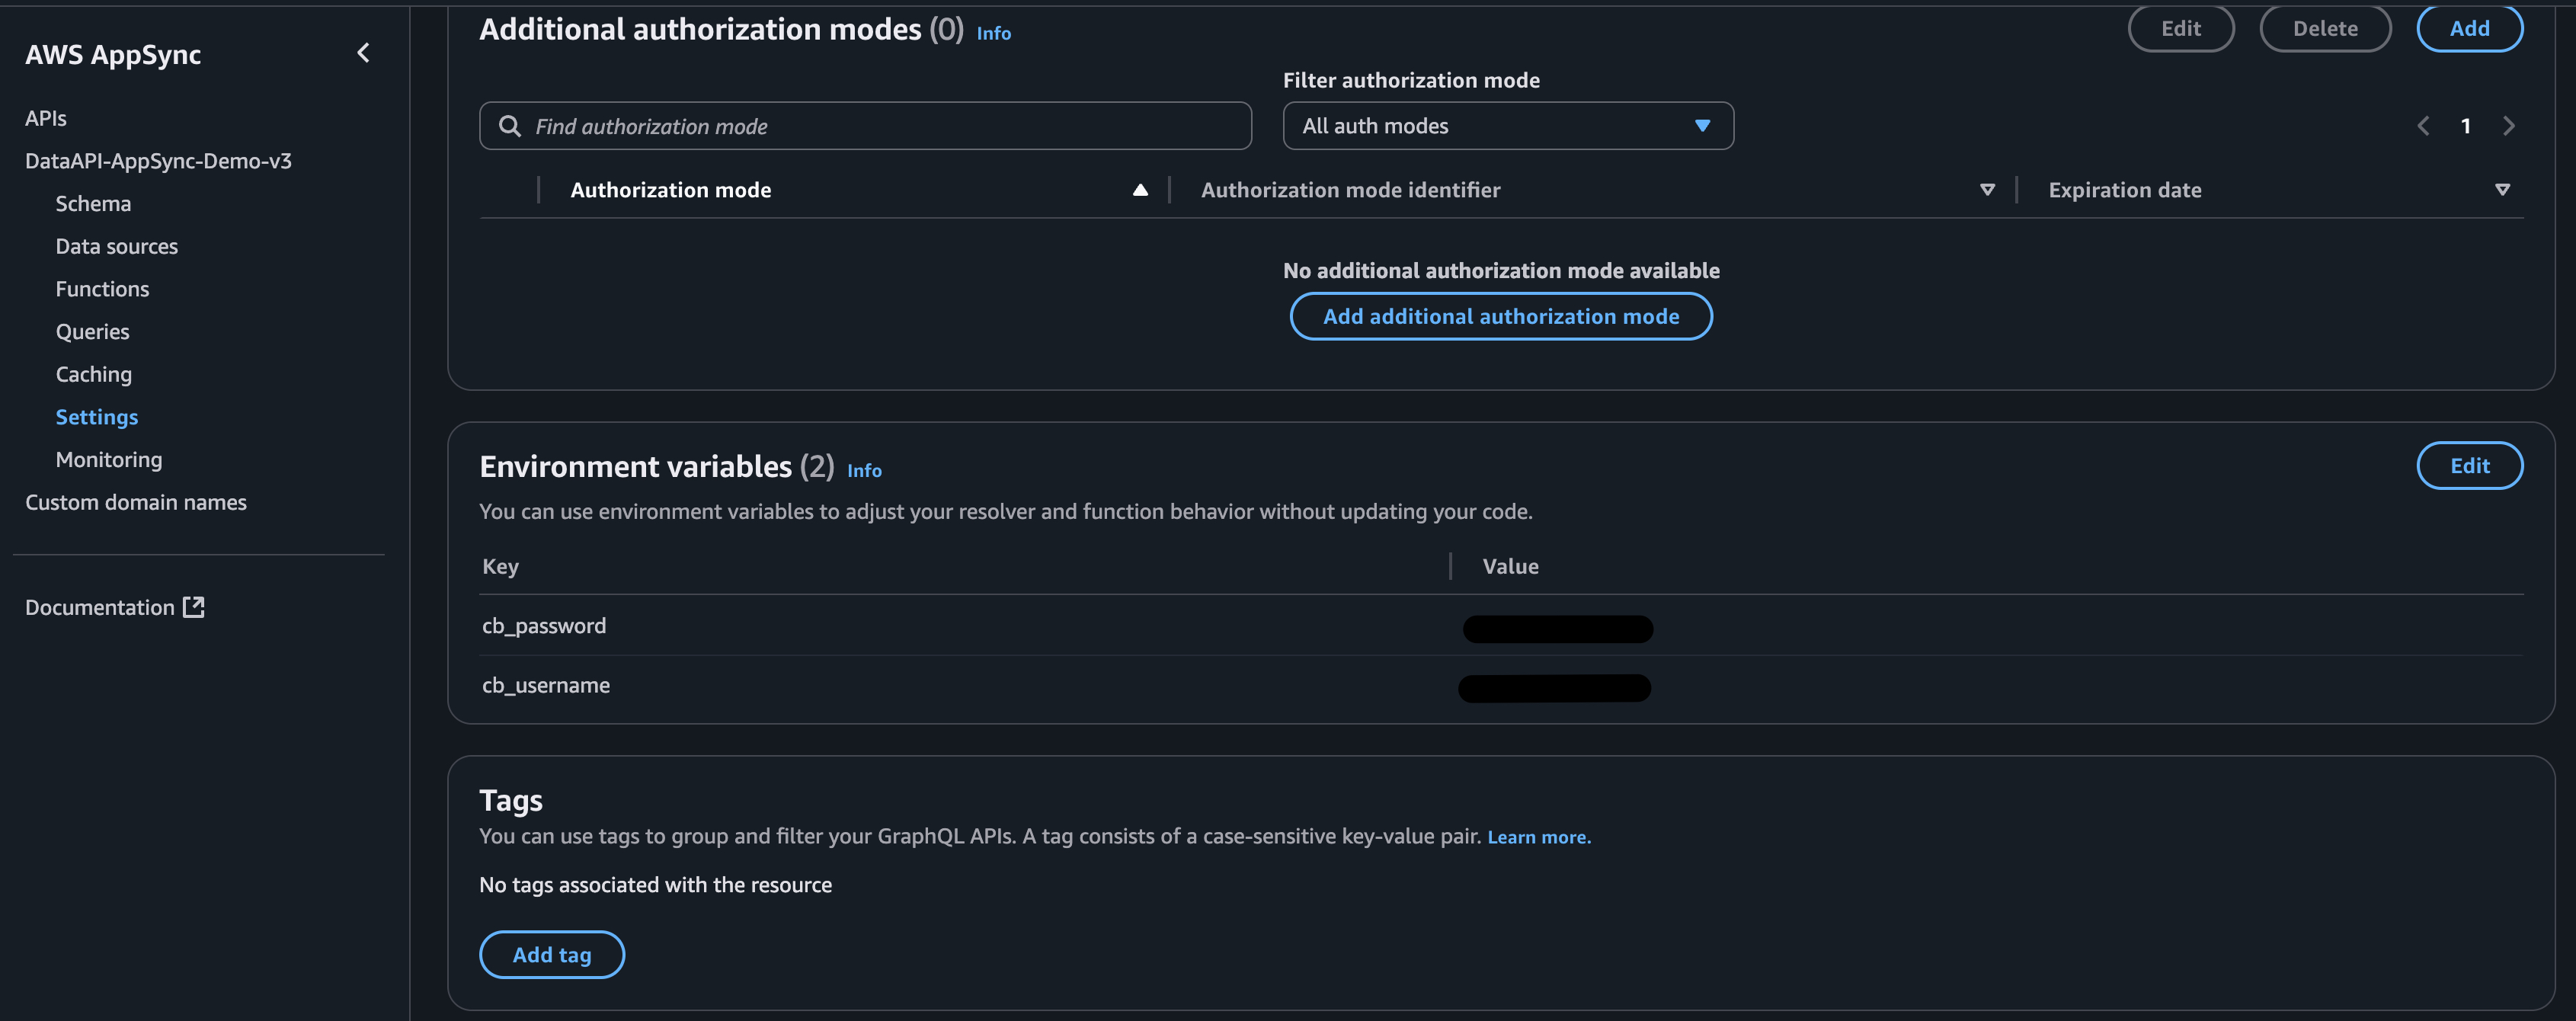 AWS AppSync
APIs
DataAPI-AppSync-Demo-v3
Schema
Data sources
Functions
Queries
Caching
Settings
Monitoring
Custom domain names
Documentation
Additional authorization modes (0) Info
Edit
Delete
Add
Filter authorization mode
Find authorization mode
All auth modes
1
Authorization mode
Authorization mode identifier
Expiration date
No additional authorization mode available
Add additional authorization mode
Environment variables (2) Info
Edit
You can use environment variables to adjust your resolver and function behavior without updating your code.
Key
Value
cb_password
cb_username
Tags
You can use tags to group and filter your GraphQL APIs. A tag consists of a case-sensitive key-value pair. Learn more.
No tags associated with the resource
Add tag